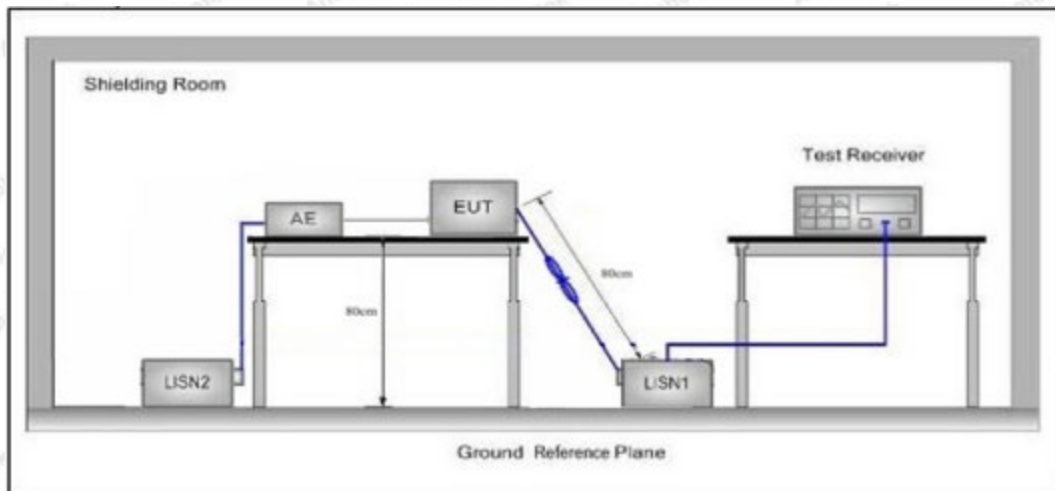 Shielding Room
Test Receiver
AE
EUT
80cm
80cm
LISN2
LISN1
Ground Reference Plane